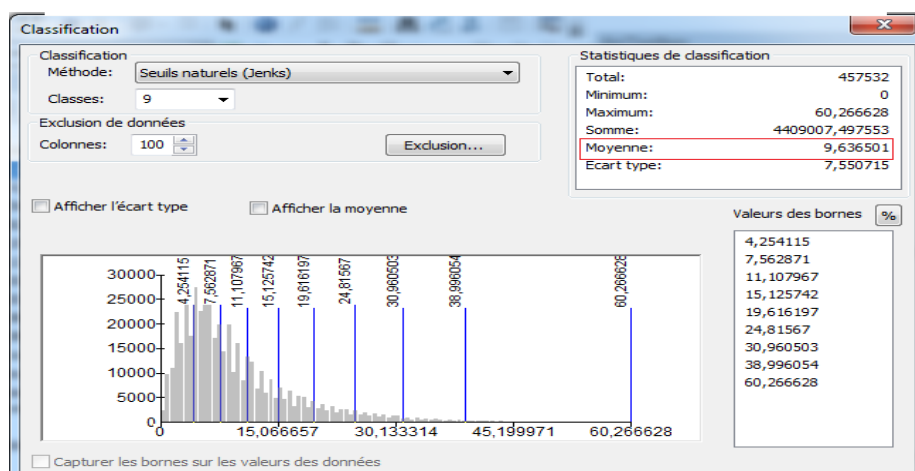 Classification
Classification
Méthode: Seuils naturels (Jenks)
Classes: 9
Exclusion de données
Colonnes: 100 Exclusion...
Statistiques de classification
Total: 457532
Minimum: 0
Maximum: 60,266628
Somme: 4409007,497553
Moyenne: 9,636501
Ecart type: 7,550715
Afficher l'écart type Afficher la moyenne
Valeurs des bornes %
4,254115
7,562871
11,107967
15,125742
19,616197
24,81567
30,960503
38,996054
60,266628
4,254115 7,562871 11,107967 15,125742 19,616197 24,81567 30,960503 38,996054 60,266628
30000
25000
20000
15000
10000
5000
0
0 15,066657 30,133314 45,199971 60,266628
Capturer les bornes sur les valeurs des données